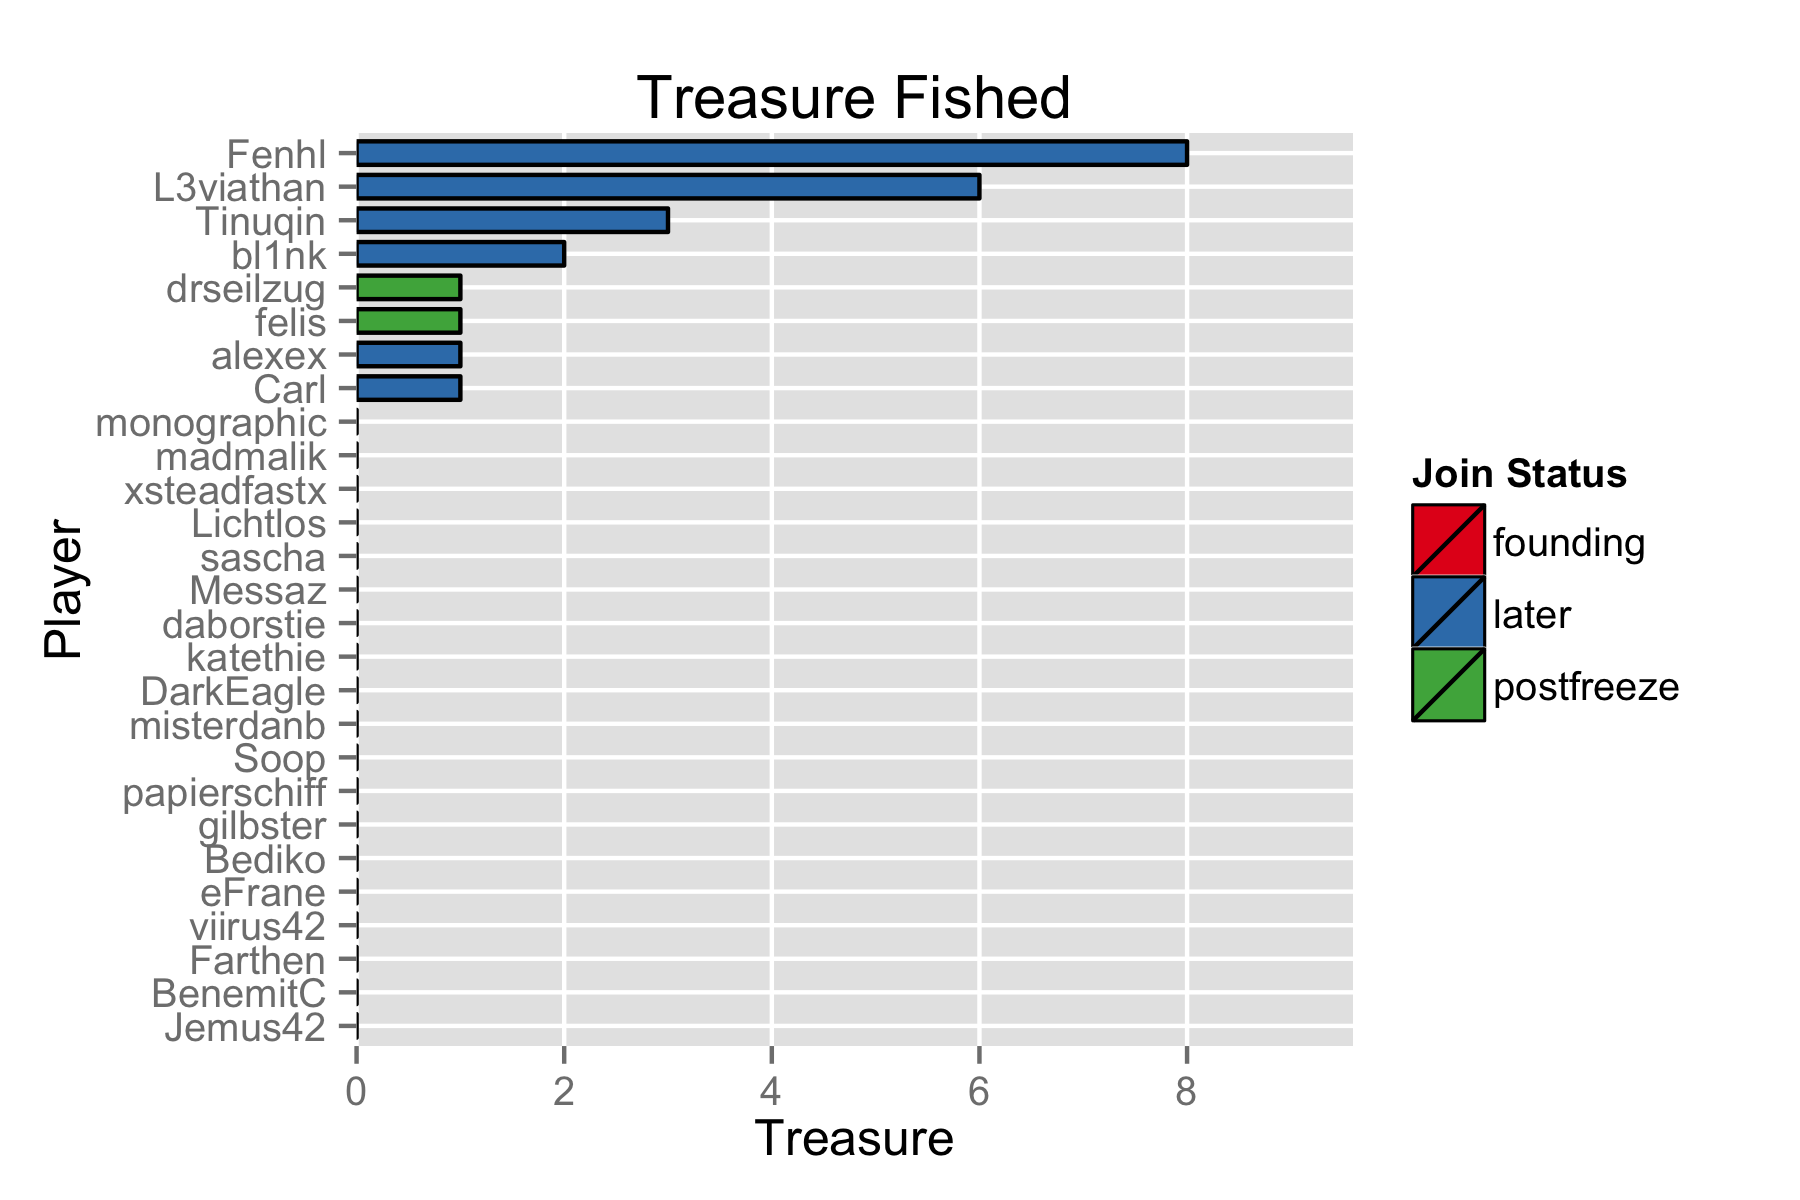 Treasure Fished
Fenhl
L3viathan
Tinuqin
bl1nk
drseilzug
felis
alexex
Carl
monographic
madmalik
xsteadfastx
Lichtlos
sascha
Messaz
daborstie
katethie
DarkEagle
misterdanb
Soop
papierschiff
gilbster
Bediko
eFrane
viirus42
Farthen
BenemitC
Jemus42
Player
0 2 4 6 8
Treasure
Join Status
founding
later
postfreeze